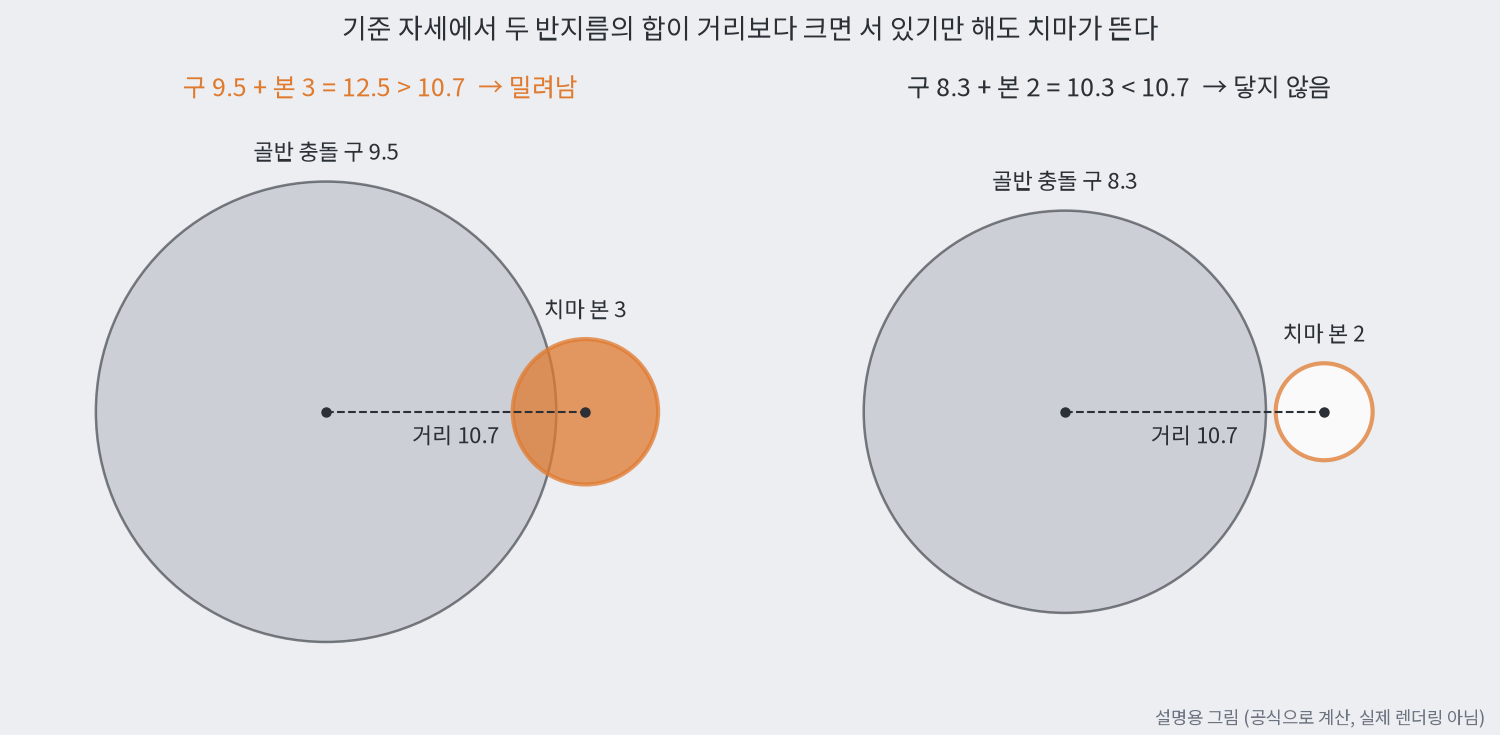 기준 자세에서 두 반지름의 합이 거리보다 크면 서 있기만 해도 치마가 뜬다
구 9.5 + 본 3 = 12.5 > 10.7 → 밀려남
골반 충돌 구 9.5
치마 본 3
거리 10.7
구 8.3 + 본 2 = 10.3 < 10.7 → 닿지 않음
골반 충돌 구 8.3
치마 본 2
거리 10.7
설명용 그림 (공식으로 계산, 실제 렌더링 아님)